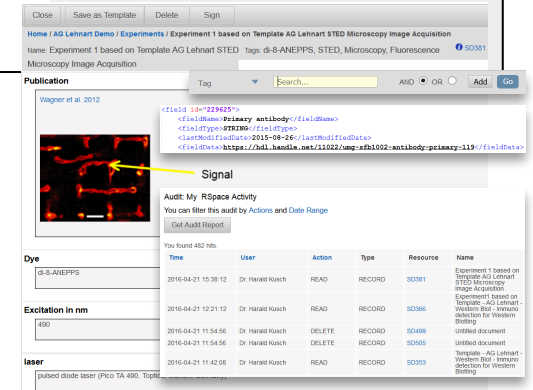 Close Save as Template Delete Sign
Home / AG Lehnart Demo / Experiments / Experiment 1 based on Template AG Lehnart STED Microscopy Image Acquisition
Name: Experiment 1 based on Template AG Lehnart STED Tags: di-8-ANEPPS, STED, Microscopy, Fluorescence SD381
Microscopy Image Acquisition
Publication
Tag Search... AND OR Add Go
Wagner et al. 2012
<field id="229625">
<fieldName>Primary antibody</fieldName>
<fieldType>STRING</fieldType>
<lastModifiedDate>2015-08-26</lastModifiedDate>
<fieldData>https://hdl.handle.net/11022/umg-sfb1002-antibody-primary-119</fieldData>
Signal
Audit: My RSpace Activity
You can filter this audit by Actions and Date Range
Get Audit Report
You found 482 hits.
Time User Action Type Resource Name
2016-04-21 15:38:12 Dr. Harald Kusch READ RECORD SD381 Experiment 1 based on Template AG Lehnart STED Microscopy Image Acquisition
2016-04-21 12:21:12 Dr. Harald Kusch READ RECORD SD366 Experiment1 based on Template - AG Lehnart - Western Blot - Immuno detection for Western Blotting
2016-04-21 11:54:56 Dr. Harald Kusch DELETE RECORD SD499 Untitled document
2016-04-21 11:54:56 Dr. Harald Kusch DELETE RECORD SD505 Untitled document
2016-04-21 11:42:08 Dr. Harald Kusch READ RECORD SD353 Template - AG Lehnart - Western Blot - Immuno detection for Western Blotting
Dye
di-8-ANEPPS
Excitation in nm
490
laser
pulsed diode laser (Pico TA 490,